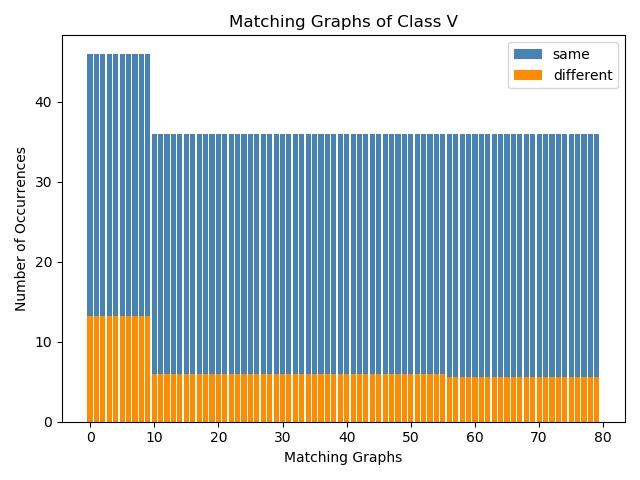 Matching Graphs of Class V
same
different
Number of Occurrences
40
30
20
10
0
0 10 20 30 40 50 60 70 80
Matching Graphs